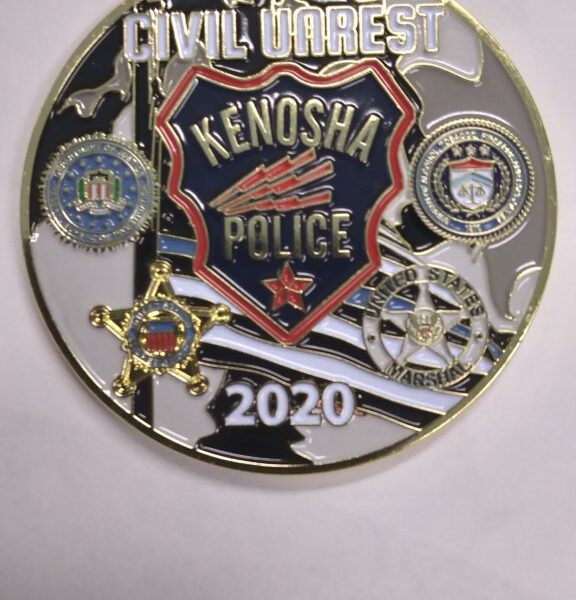 CIVIL UNREST
KENOSHA
POLICE
UNITED STATES
MARSHAL
2020